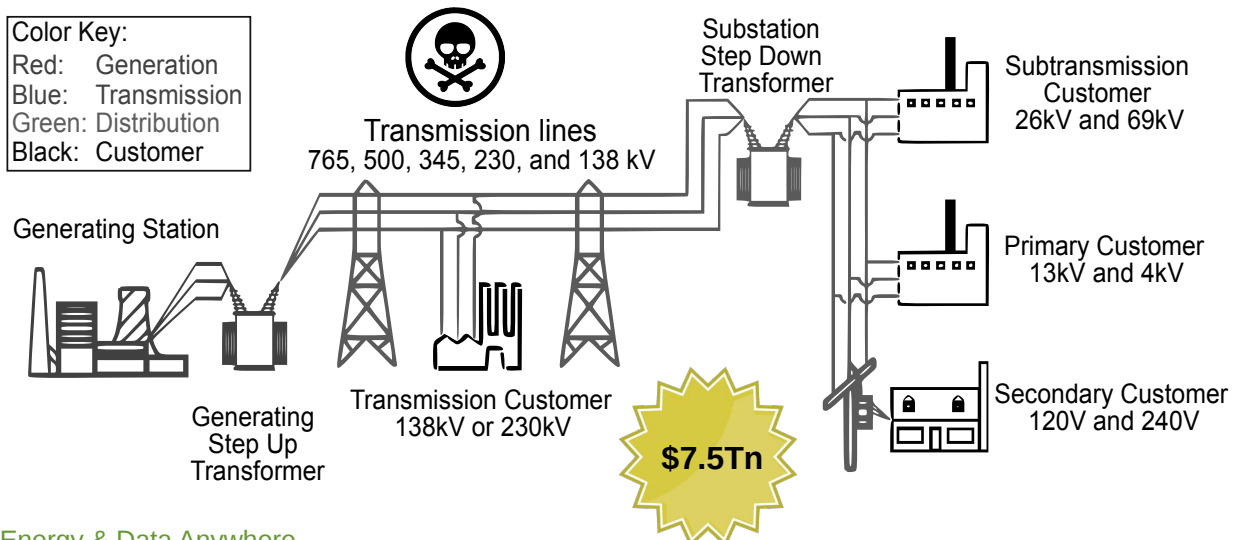 Color Key:
Red: Generation
Blue: Transmission
Green: Distribution
Black: Customer
Substation
Step Down
Transformer
Subtransmission
Customer
26kV and 69kV
Transmission lines
765, 500, 345, 230, and 138 kV
Generating Station
Primary Customer
13kV and 4kV
Transmission Customer
138kV or 230kV
Secondary Customer
120V and 240V
Generating
Step Up
Transformer
$7.5Tn
Energy & Data Anywhere